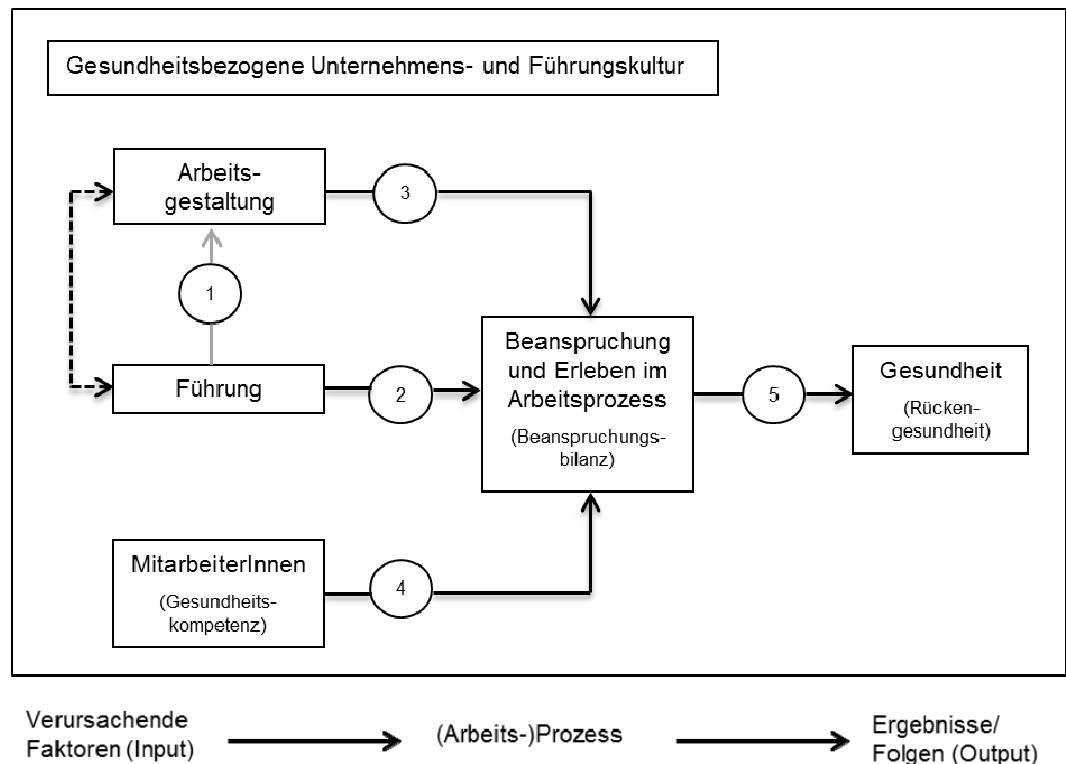 Gesundheitsbezogene Unternehmens- und Führungskultur
Arbeits-
gestaltung
3
1
Führung
2
Beanspruchung
und Erleben im
Arbeitsprozess
(Beanspruchungs-
bilanz)
5
Gesundheit
(Rücken-
gesundheit)
MitarbeiterInnen
(Gesundheits-
kompetenz)
4
Verursachende
Faktoren (Input)
(Arbeits-)Prozess
Ergebnisse/
Folgen (Output)